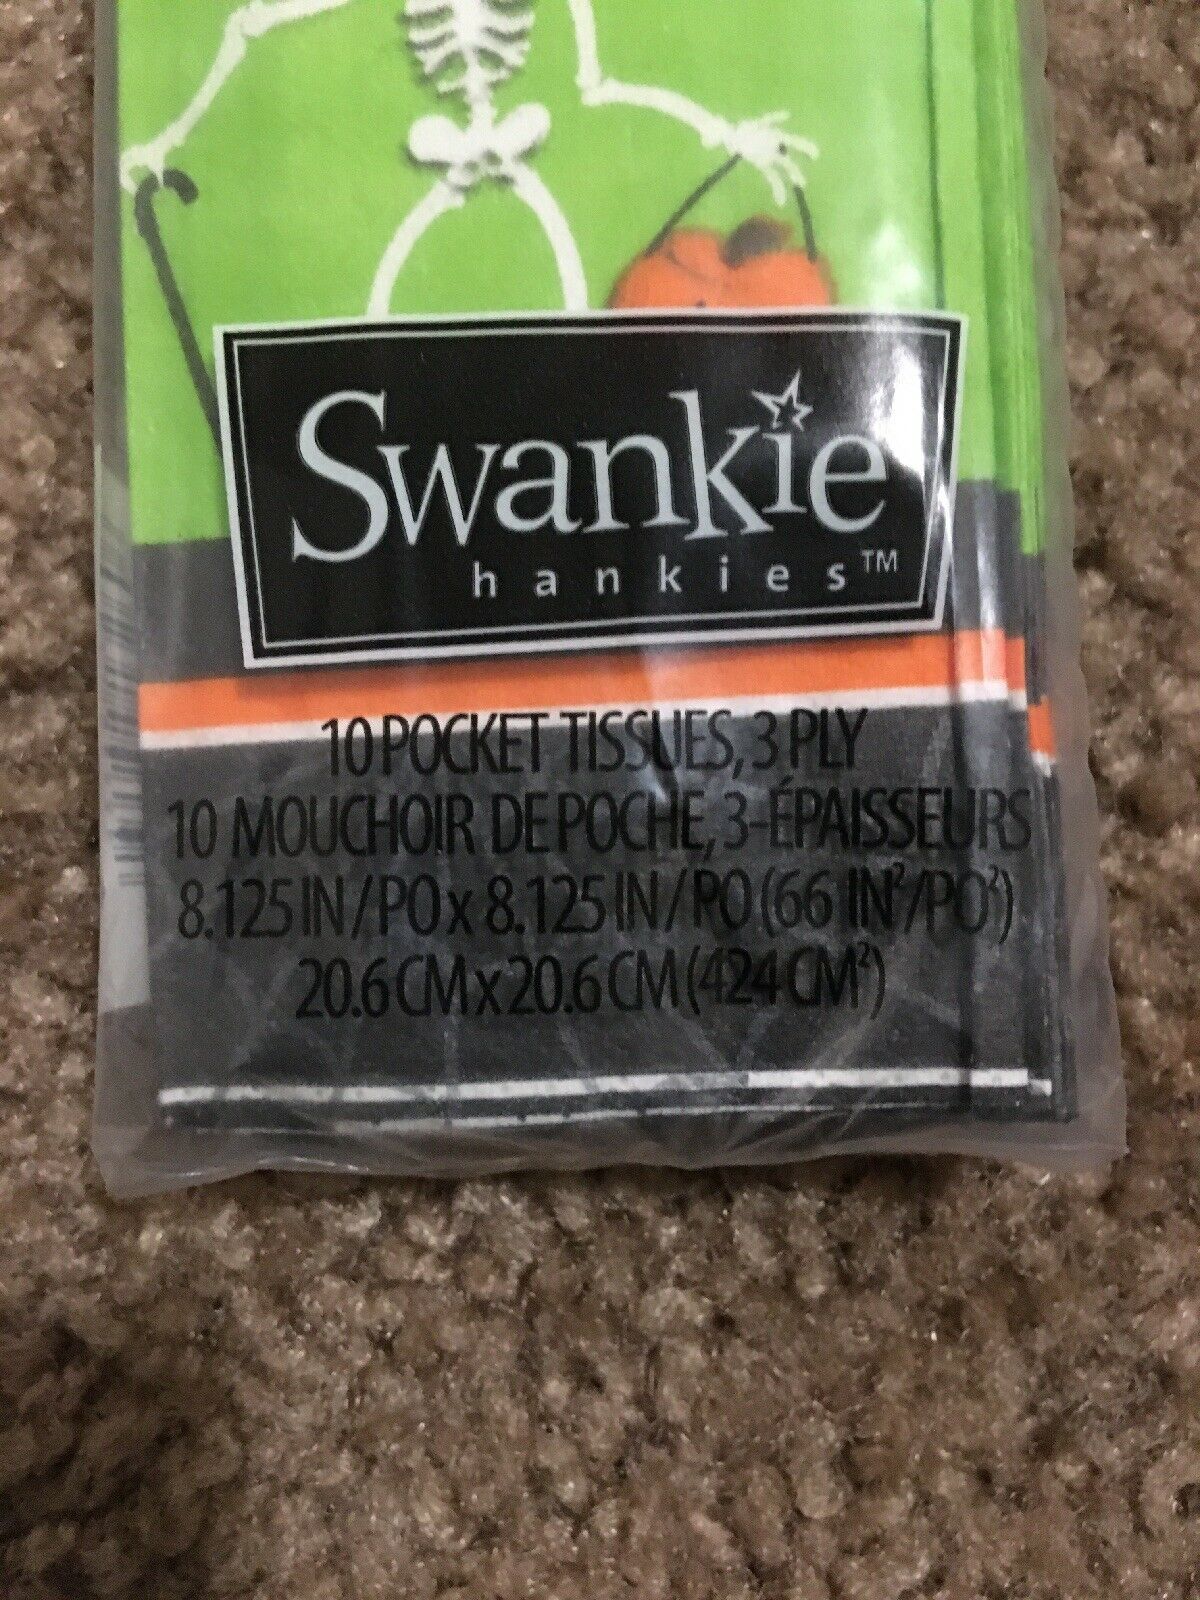 Swankie
hankies™
10 POCKET TISSUES, 3 PLY
10 MOUCHOIR DE POCHE, 3-ÉPAISSEURS
8.125 IN/PO x 8.125 IN/PO (66 IN²/PO²)
20.6 CM x 20.6 CM (424 CM²)